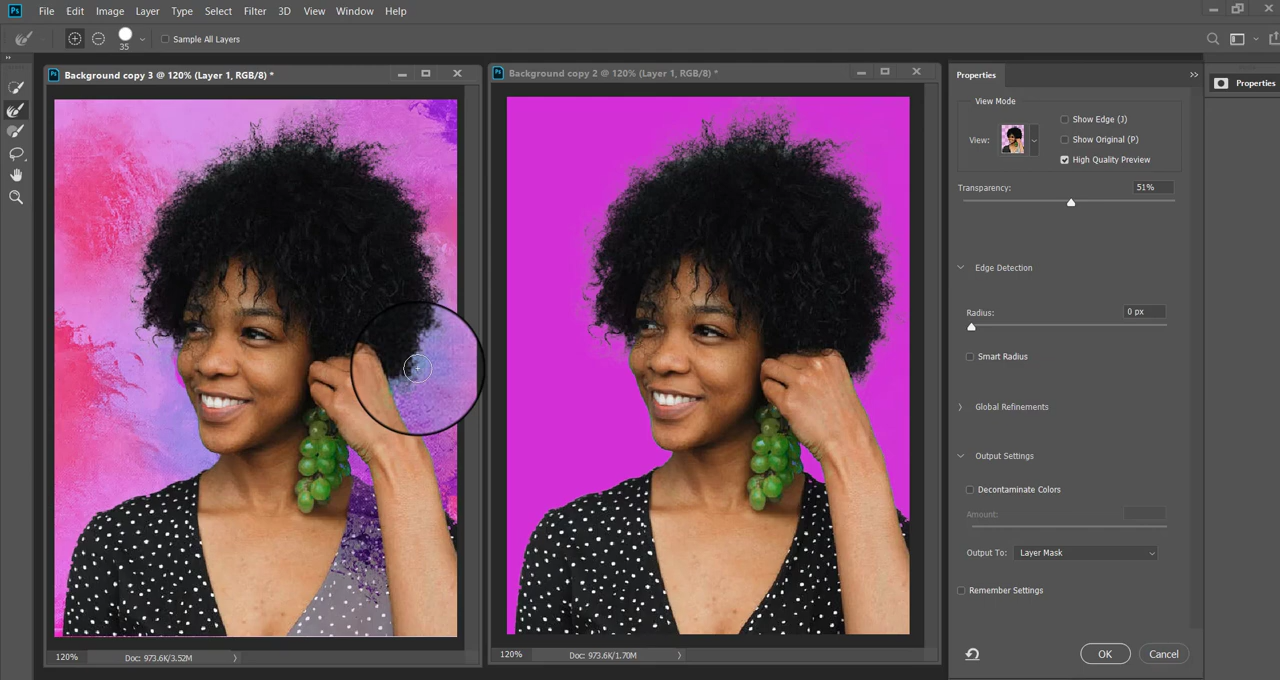 Ps File Edit Image Layer Type Select Filter 3D View Window Help
35 Sample All Layers
Ps Background copy 3 @ 120% (Layer 1, RGB/8) *
Ps Background copy 2 @ 120% (Layer 1, RGB/8) *
Properties
Properties
View Mode
Show Edge (J)
View:
Show Original (P)
High Quality Preview
Transparency: 51%
Edge Detection
Radius: 0 px
Smart Radius
Global Refinements
Output Settings
Decontaminate Colors
Amount:
Output To: Layer Mask
Remember Settings
OK Cancel
120% Doc: 973.6K/3.52M
120% Doc: 973.6K/1.70M